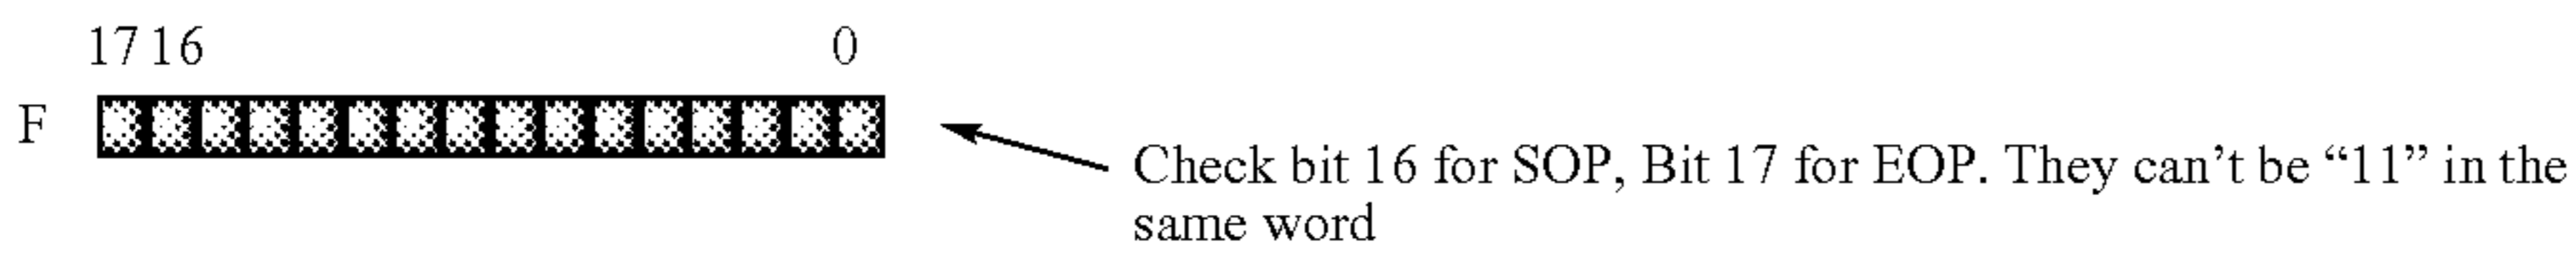 17 16 0
F
Check bit 16 for SOP, Bit 17 for EOP. They can’t be “11” in the
same word